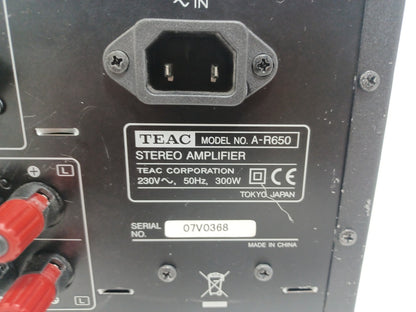 ~ IN
TEAC MODEL NO. A-R650
STEREO AMPLIFIER
TEAC CORPORATION
230V~, 50Hz, 300W CE
TOKYO JAPAN
+ L
SERIAL NO. 07V0368
MADE IN CHINA
L